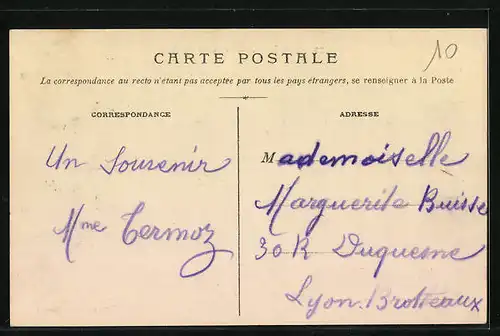 10
CARTE POSTALE
La correspondance au recto n'étant pas acceptée par tous les pays étrangers, se renseigner à la Poste
CORRESPONDANCE
Un Souvenir
Mme Termoz
ADRESSE
Mademoiselle
Marguerite Buisse
30 R Duquesne
Lyon-Brotteaux